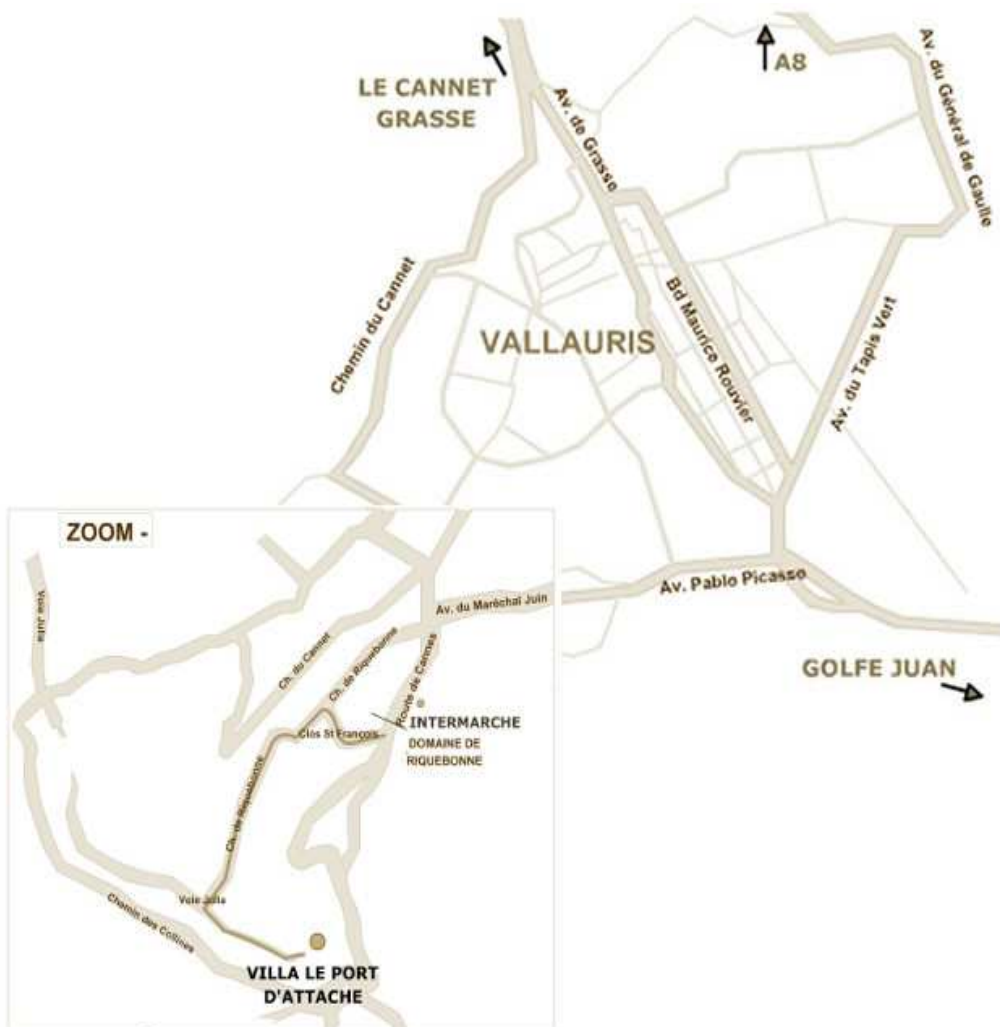 LE CANNET
GRASSE
A8
Av. du Général de Gaulle
Av. de Grasse
Chemin du Cannet
VALLAURIS
Bd Maurice Rouvier
Av. du Tapis Vert
Av. Pablo Picasso
GOLFE JUAN
ZOOM -
Voie Julia
Av. du Maréchal Juin
Ch. du Cannet
Ch. de Riquebonne
Route de Cannes
Clos St François
INTERMARCHE
DOMAINE DE
RIQUEBONNE
Ch. de Riquebonne
Voie Julia
Chemin des Collines
VILLA LE PORT
D'ATTACHE